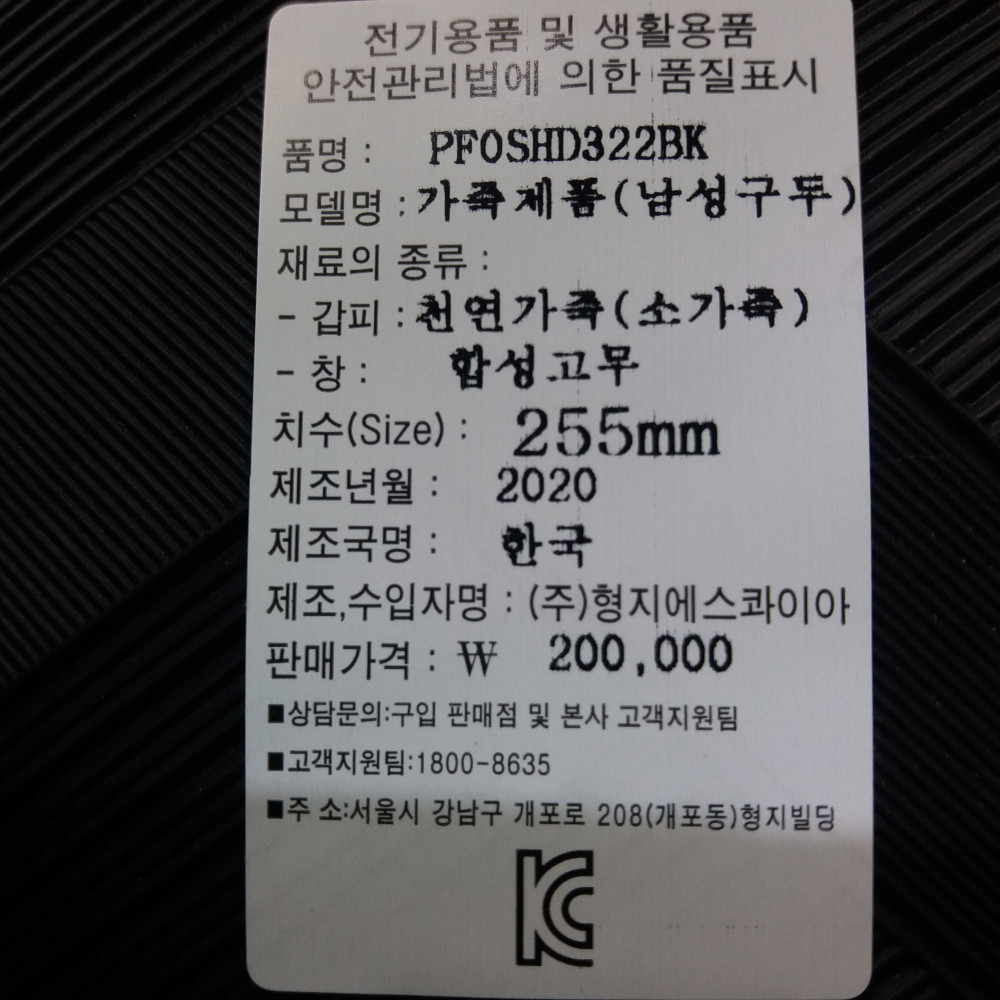 전기용품 및 생활용품
안전관리법에 의한 품질표시
품명 : PF0SHD322BK
모델명 : 가죽제품(남성구두)
재료의 종류 :
- 갑피 : 천연가죽(소가죽)
- 창 : 합성고무
치수(Size) : 255mm
제조년월 : 2020
제조국명 : 한국
제조,수입자명 : (주)형지에스콰이아
판매가격 : ₩ 200,000
■상담문의:구입 판매점 및 본사 고객지원팀
■고객지원팀:1800-8635
■주 소:서울시 강남구 개포로 208(개포동)형지빌딩
KC